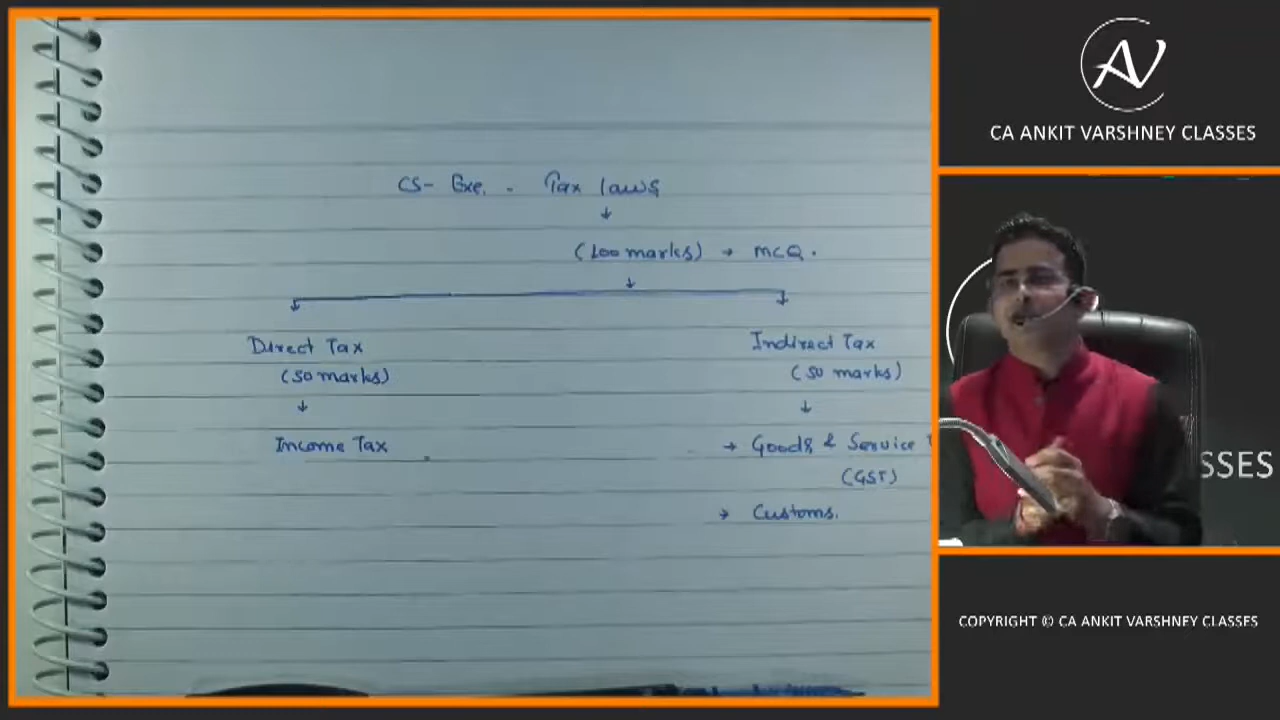 CS- Exe. - Tax laws
(100 marks) → MCQ.
Direct Tax
(50 marks)
Income Tax
Indirect Tax
(50 marks)
→ Goods & Service T
(GST)
→ Customs.
AV
CA ANKIT VARSHNEY CLASSES
SSES
COPYRIGHT © CA ANKIT VARSHNEY CLASSES